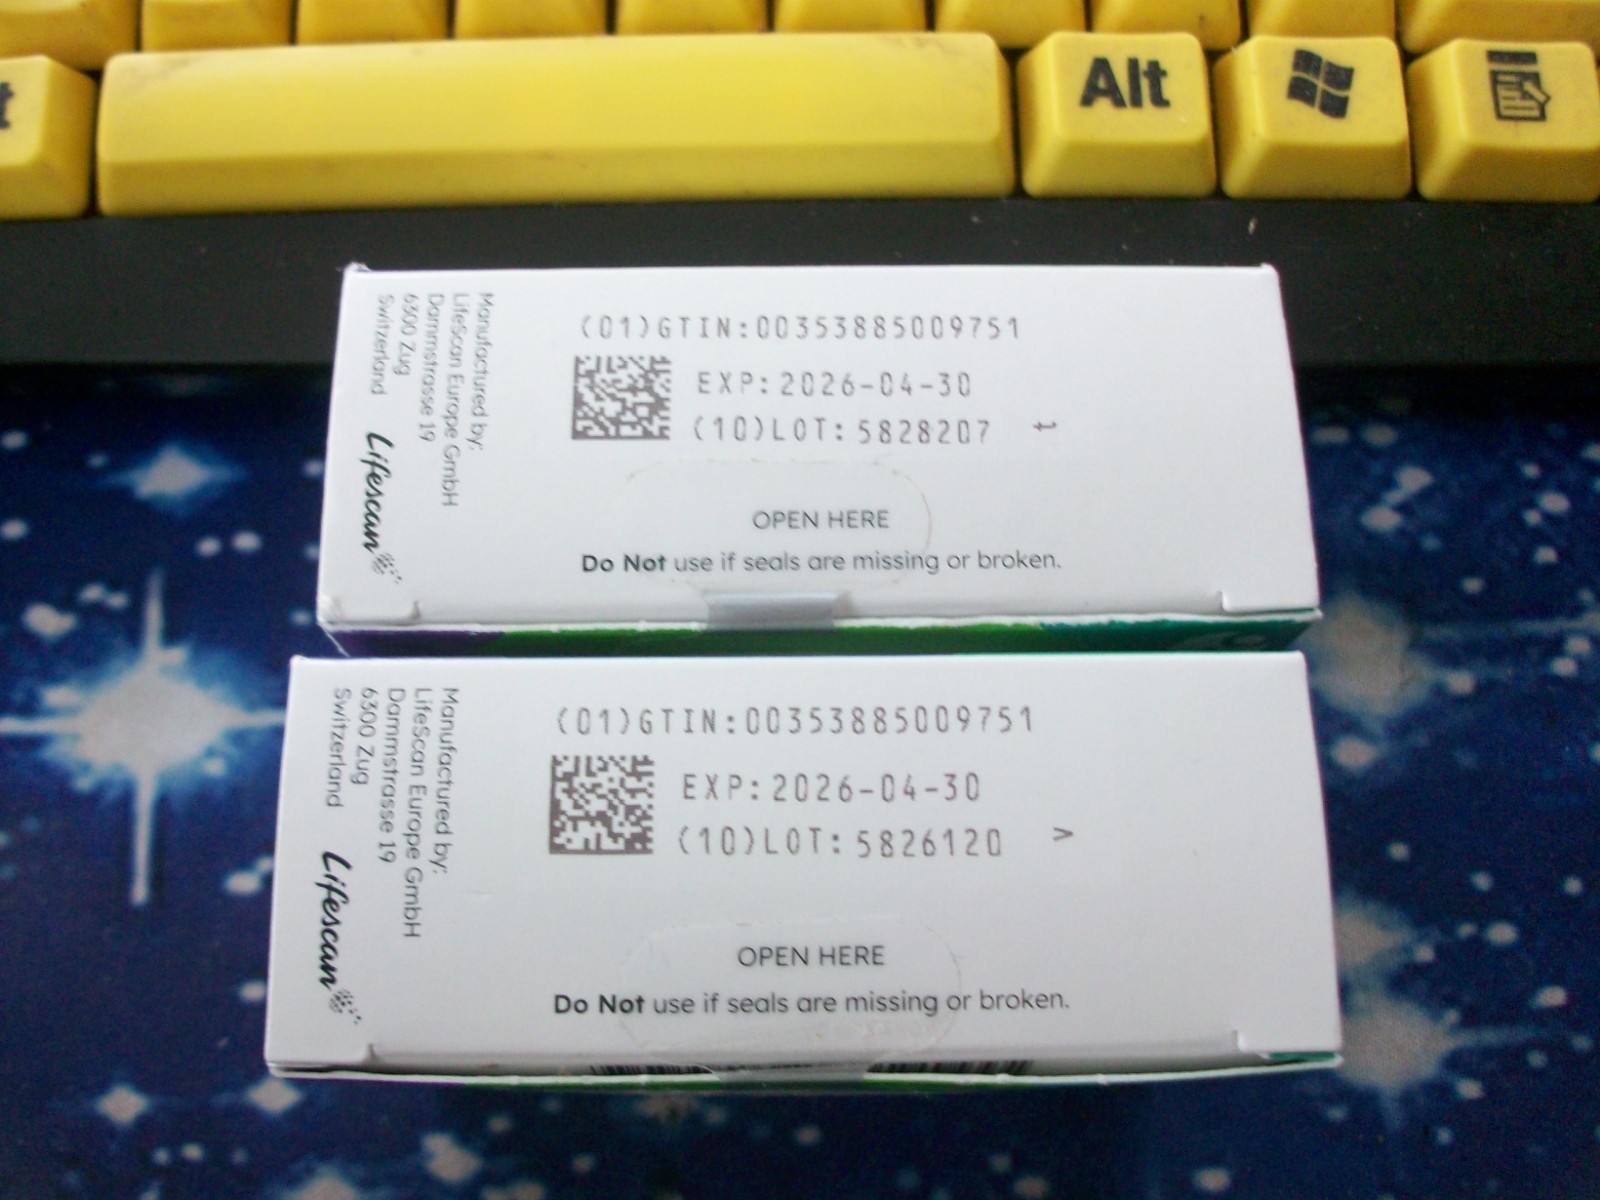 t
Alt
(01)GTIN:00353885009751
EXP:2026-04-30
(10)LOT:5828207
t
Manufactured by:
LifeScan Europe GmbH
Dammstrasse 19
6300 Zug
Switzerland
Lifescan
OPEN HERE
Do Not use if seals are missing or broken.
(01)GTIN:00353885009751
EXP:2026-04-30
(10)LOT:5826120
>
Manufactured by:
LifeScan Europe GmbH
Dammstrasse 19
6300 Zug
Switzerland
Lifescan
OPEN HERE
Do Not use if seals are missing or broken.